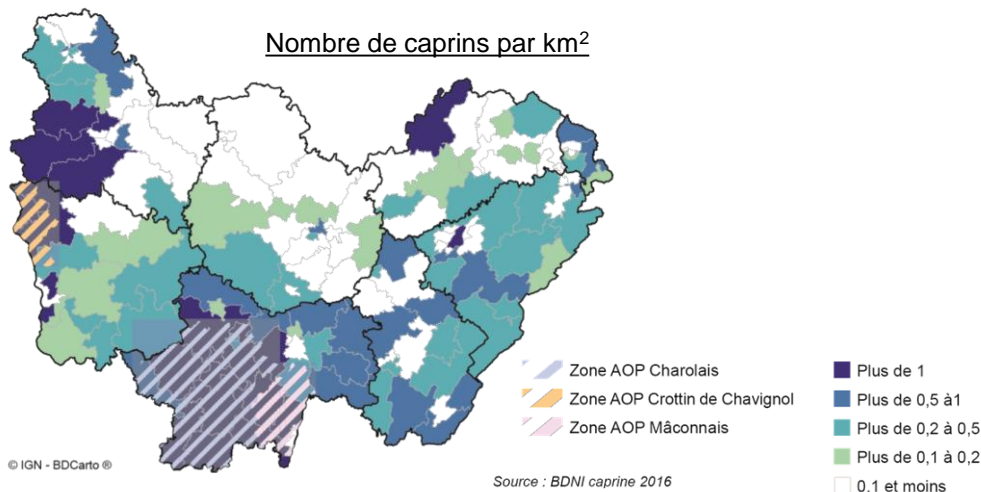 Nombre de caprins par km²
Zone AOP Charolais
Zone AOP Crottin de Chavignol
Zone AOP Mâconnais
Plus de 1
Plus de 0,5 à1
Plus de 0,2 à 0,5
Plus de 0,1 à 0,2
0,1 et moins
© IGN - BDCarto ®
Source : BDNI caprine 2016